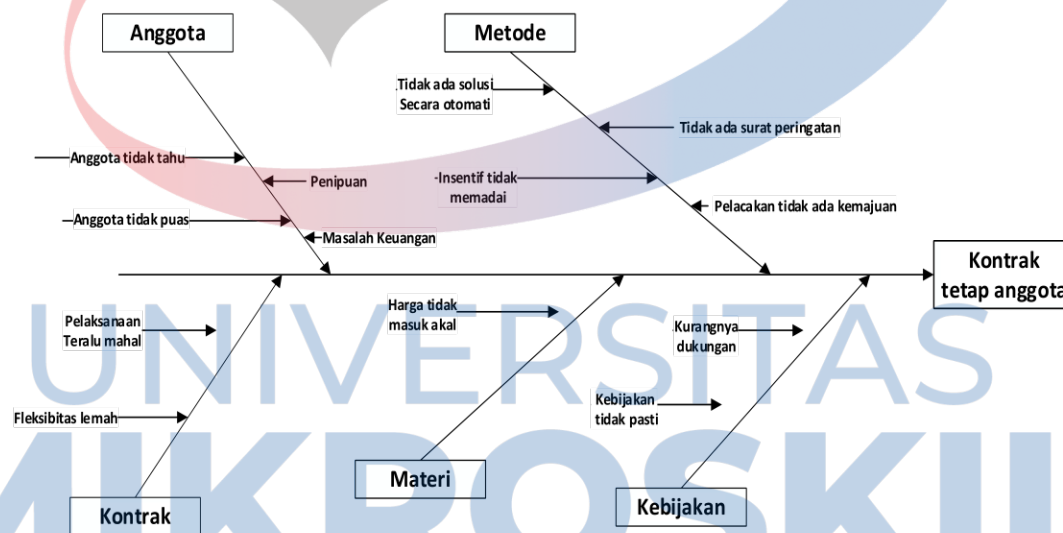 Anggota
Metode
Tidak ada solusi
Secara otomati
Tidak ada surat peringatan
Anggota tidak tahu
Penipuan
-Insentif tidak
memadai
Pelacakan tidak ada kemajuan
Anggota tidak puas
Masalah Keuangan
Kontrak
tetap anggota
Pelaksanaan
Teralu mahal
Harga tidak
masuk akal
Kurangnya
dukungan
Fleksibitas lemah
Kebijakan
tidak pasti
Materi
Kontrak
Kebijakan
UNIVERSITAS
MIKROSKIL